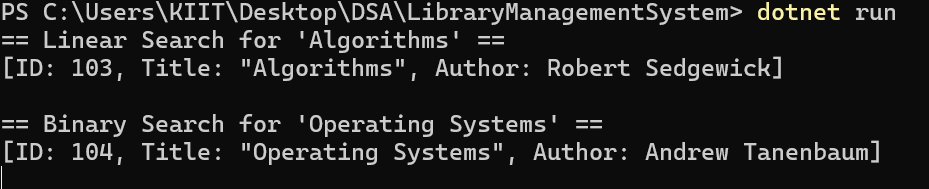 PS C:\Users\KIIT\Desktop\DSA\LibraryManagementSystem> dotnet run
== Linear Search for 'Algorithms' ==
[ID: 103, Title: "Algorithms", Author: Robert Sedgewick]
== Binary Search for 'Operating Systems' ==
[ID: 104, Title: "Operating Systems", Author: Andrew Tanenbaum]